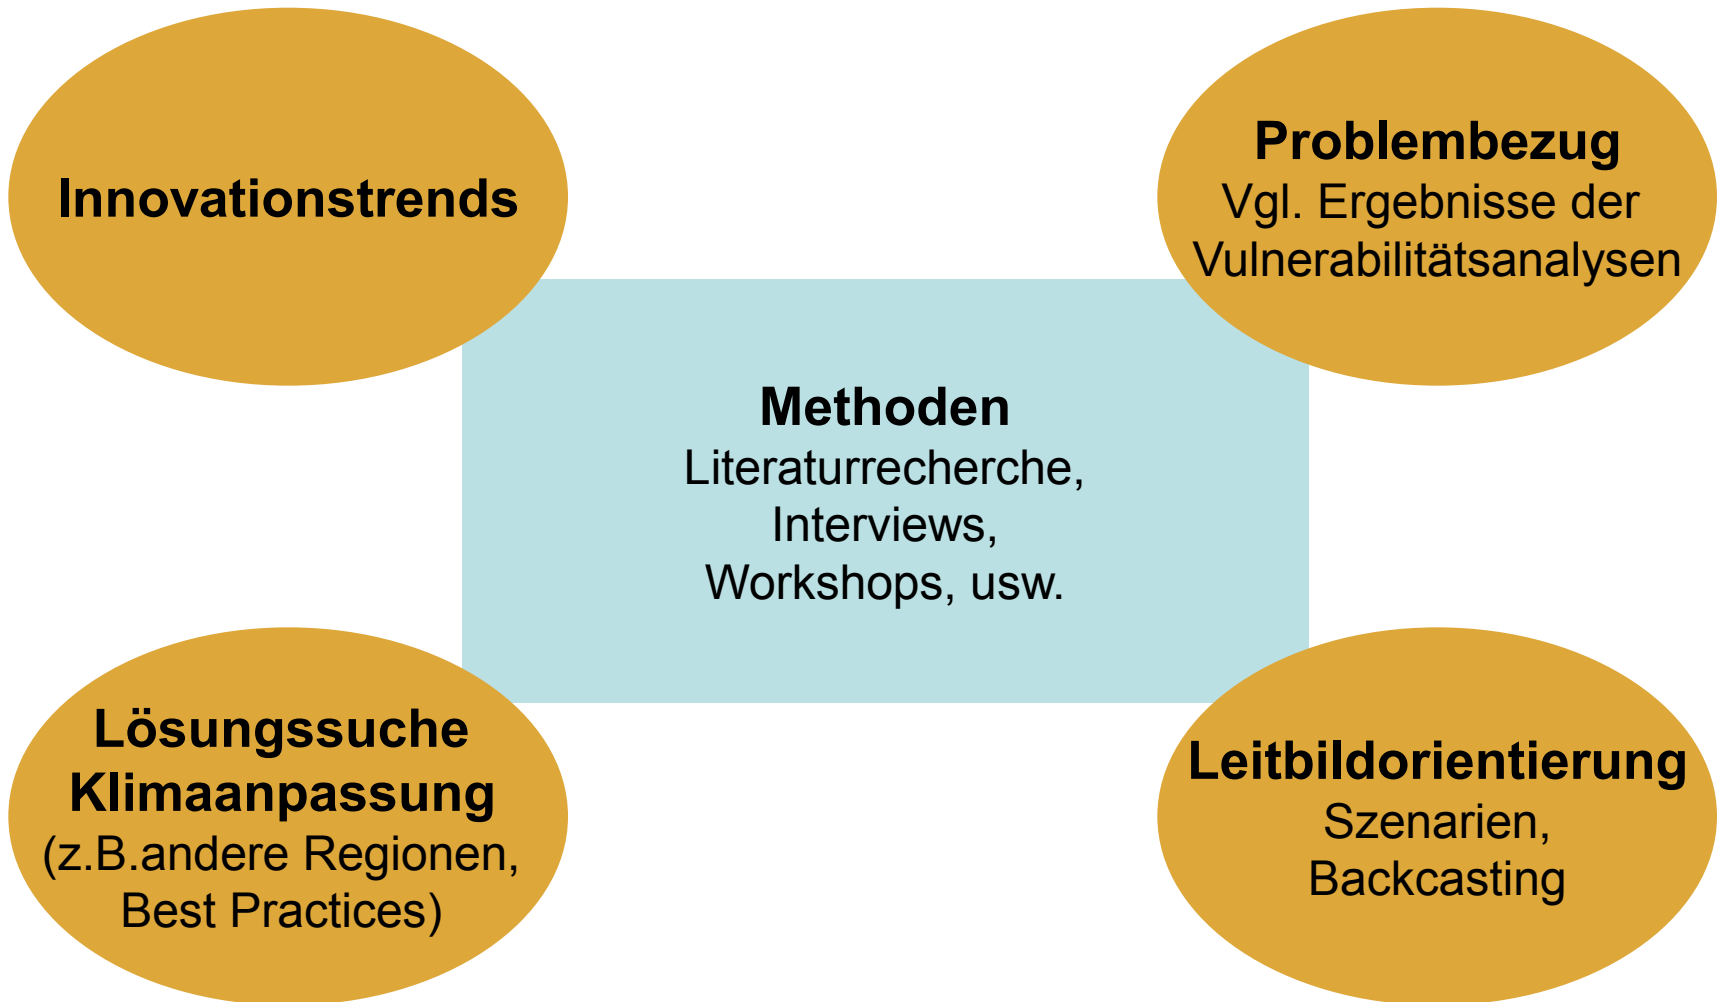 Innovationstrends
Problembezug
Vgl. Ergebnisse der
Vulnerabilitätsanalysen
Methoden
Literaturrecherche,
Interviews,
Workshops, usw.
Lösungssuche
Klimaanpassung
(z.B.andere Regionen,
Best Practices)
Leitbildorientierung
Szenarien,
Backcasting